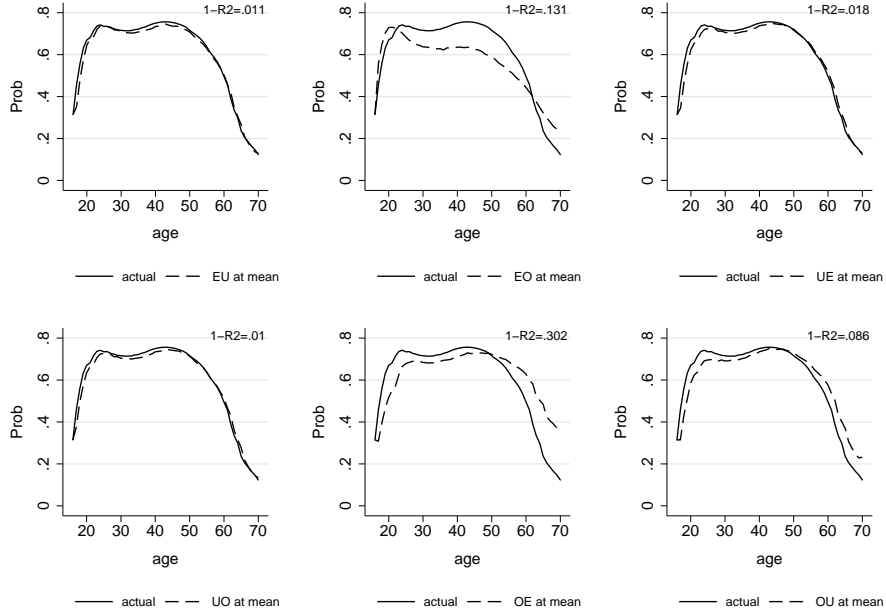 1−R2=.011
Prob
0 .2 .4 .6 .8
20 30 40 50 60 70
age
actual EU at mean
1−R2=.131
Prob
0 .2 .4 .6 .8
20 30 40 50 60 70
age
actual EO at mean
1−R2=.018
Prob
0 .2 .4 .6 .8
20 30 40 50 60 70
age
actual UE at mean
1−R2=.01
Prob
0 .2 .4 .6 .8
20 30 40 50 60 70
age
actual UO at mean
1−R2=.302
Prob
0 .2 .4 .6 .8
20 30 40 50 60 70
age
actual OE at mean
1−R2=.086
Prob
0 .2 .4 .6 .8
20 30 40 50 60 70
age
actual OU at mean